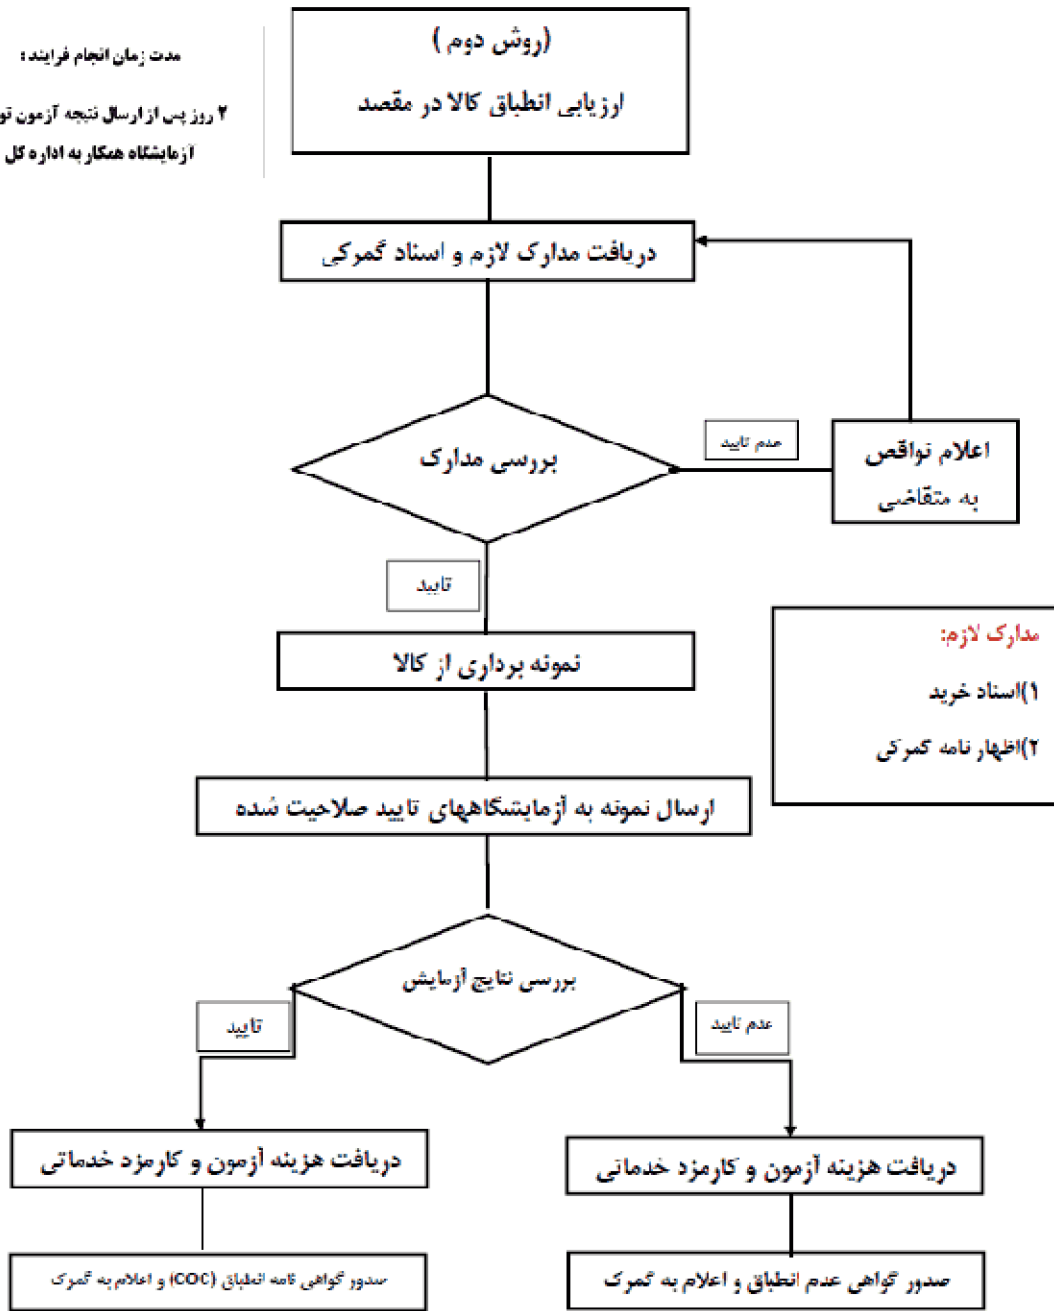 (روش دوم )
ارزیابی انطباق کالا در مقصد
مدت زمان انجام فرایند :
۲ روز پس از ارسال نتیجه آزمون تو
آزمایشگاه همکار به اداره کل
دریافت مدارک لازم و اسناد گمرکی
بررسی مدارک
عدم تایید
اعلام نواقص
به متقاضی
تایید
نمونه برداری از کالا
مدارک لازم:
۱)اسناد خرید
۲)اظهار نامه گمرکی
ارسال نمونه به آزمایشگاههای تایید صلاحیت شده
بررسی نتایج آزمایش
عدم تایید
تایید
دریافت هزینه آزمون و کارمزد خدماتی
دریافت هزینه آزمون و کارمزد خدماتی
صدور گواهی عدم انطباق و اعلام به گمرک
صدور گواهی نامه انطباق (COC) و اعلام به گمرک